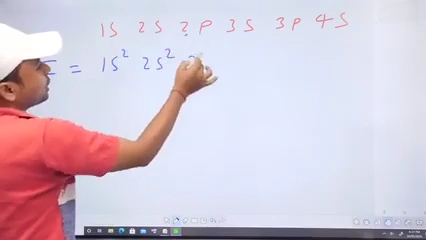 1S 2S 2P 3S 3P 4S
= 1S² 2S²